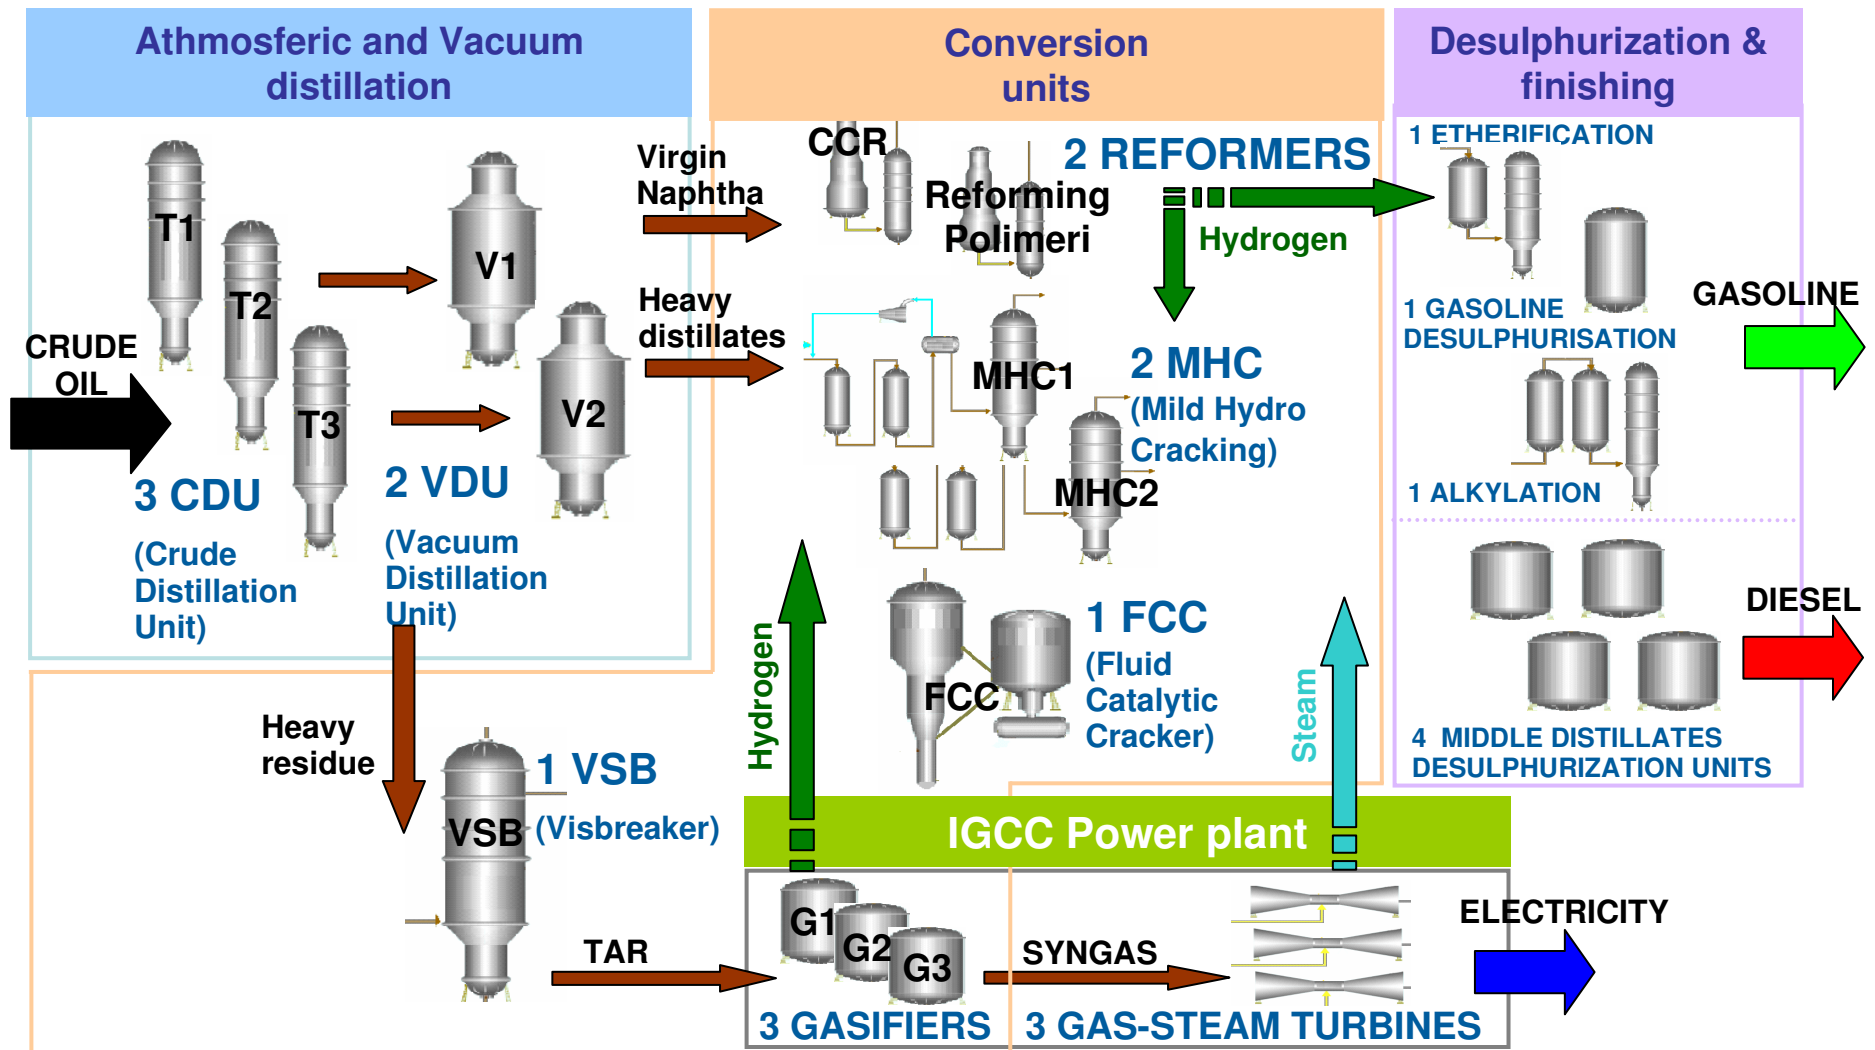 Athmosferic and Vacuum
distillation
Conversion
units
Desulphurization &
finishing
T1
T2
T3
V1
V2
CRUDE
OIL
3 CDU
(Crude
Distillation
Unit)
2 VDU
(Vacuum
Distillation
Unit)
Virgin
Naphtha
Heavy
distillates
CCR
2 REFORMERS
Reforming
Polimeri
Hydrogen
MHC1
2 MHC
(Mild Hydro
Cracking)
MHC2
1 FCC
(Fluid
Catalytic
Cracker)
FCC
Hydrogen
Steam
1 ETHERIFICATION
1 GASOLINE
DESULPHURISATION
1 ALKYLATION
GASOLINE
4 MIDDLE DISTILLATES
DESULPHURIZATION UNITS
DIESEL
Heavy
residue
1 VSB
(Visbreaker)
VSB
TAR
IGCC Power plant
G1
G2
G3
SYNGAS
3 GASIFIERS
3 GAS-STEAM TURBINES
ELECTRICITY